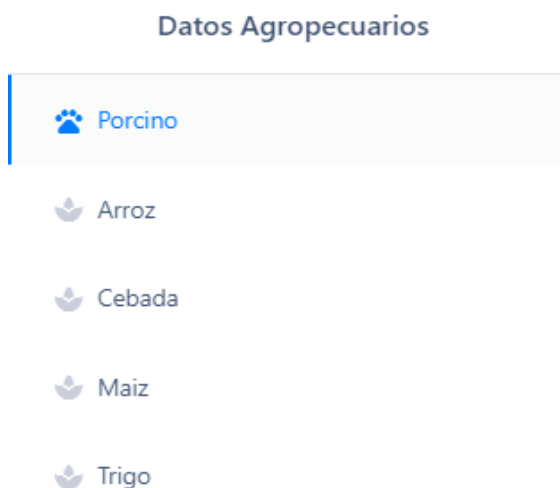 Datos Agropecuarios
Porcino
Arroz
Cebada
Maiz
Trigo